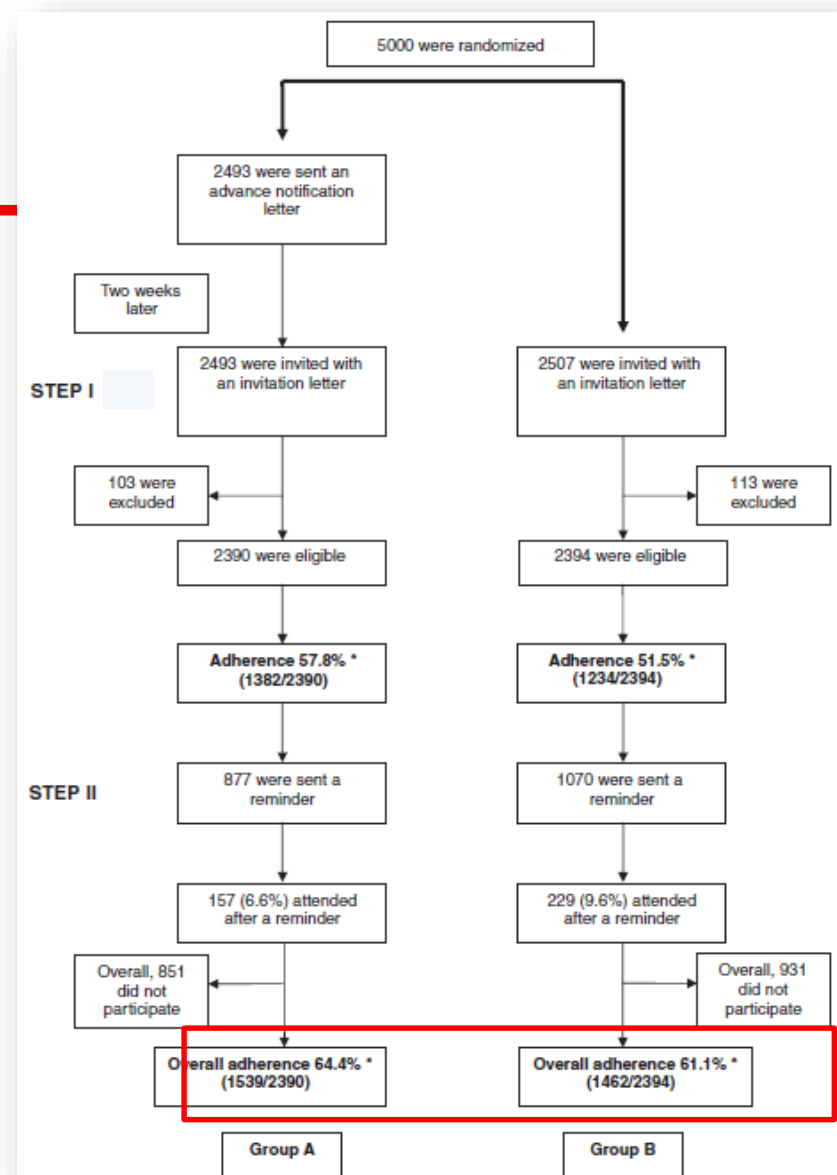 5000 were randomized
2493 were sent an
advance notification
letter
Two weeks
later
STEP I
2493 were invited with
an invitation letter
2507 were invited with
an invitation letter
103 were
excluded
113 were
excluded
2390 were eligible
2394 were eligible
Adherence 57.8% *
(1382/2390)
Adherence 51.5% *
(1234/2394)
STEP II
877 were sent a
reminder
1070 were sent a
reminder
157 (6.6%) attended
after a reminder
229 (9.6%) attended
after a reminder
Overall, 851
did not
participate
Overall, 931
did not
participate
Overall adherence 64.4% *
(1539/2390)
Overall adherence 61.1% *
(1462/2394)
Group A
Group B